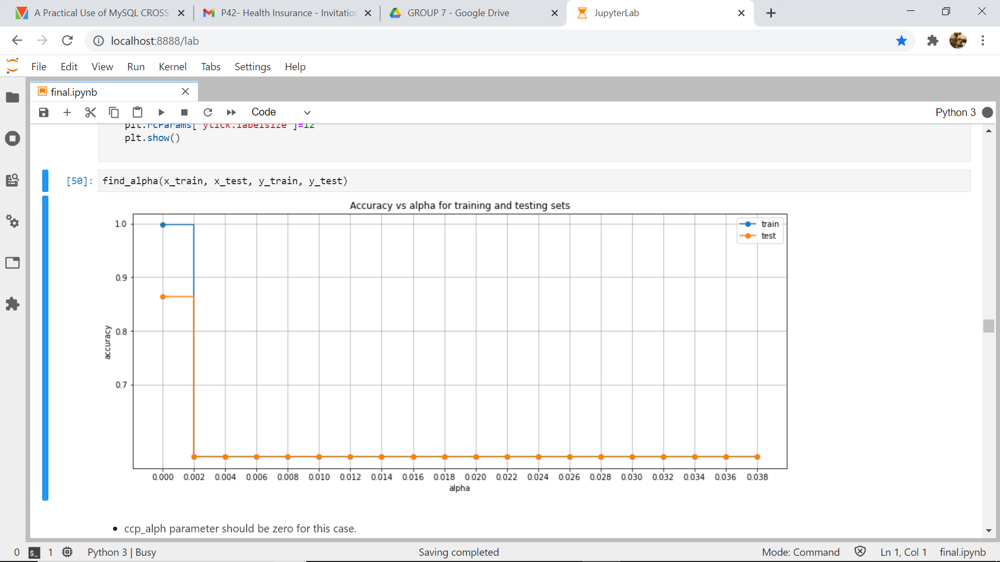 A Practical Use of MySQL CROSS
P42- Health Insurance - Invitation
GROUP 7 - Google Drive
JupyterLab
localhost:8888/lab
File Edit View Run Kernel Tabs Settings Help
final.ipynb
Code
Python 3
plt.rcParams['ytick.labelsize']=12
plt.show()
[50]: find_alpha(x_train, x_test, y_train, y_test)
Accuracy vs alpha for training and testing sets
train
test
1.0
0.9
0.8
0.7
accuracy
0.000 0.002 0.004 0.006 0.008 0.010 0.012 0.014 0.016 0.018 0.020 0.022 0.024 0.026 0.028 0.030 0.032 0.034 0.036 0.038
alpha
• ccp_alph parameter should be zero for this case.
0 $_ 1 Python 3 | Busy Saving completed Mode: Command Ln 1, Col 1 final.ipynb